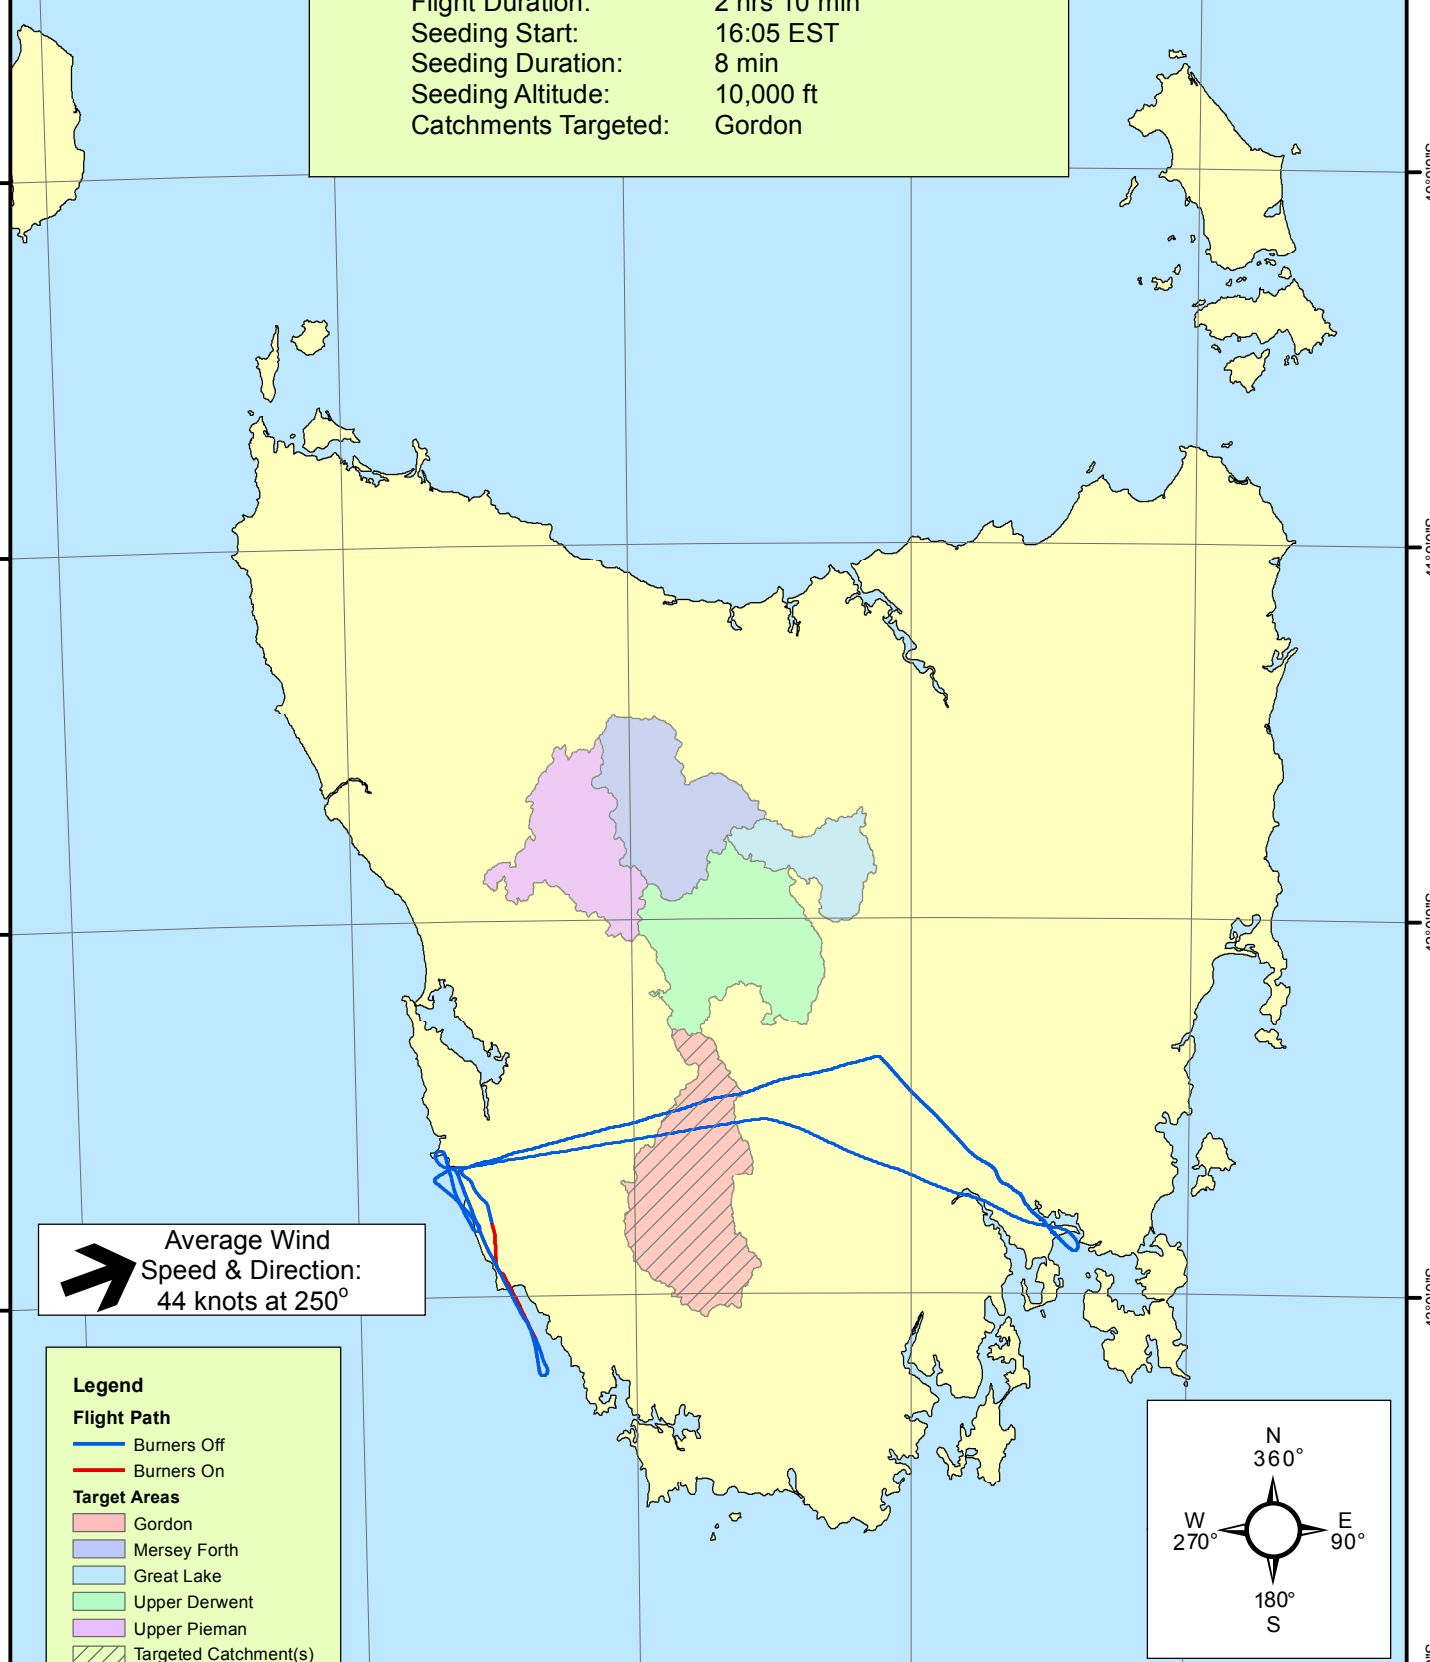 Flight Duration: 2 hrs 10 min
Seeding Start: 16:05 EST
Seeding Duration: 8 min
Seeding Altitude: 10,000 ft
Catchments Targeted: Gordon
Average Wind
Speed & Direction:
44 knots at 250°
Legend
Flight Path
Burners Off
Burners On
Target Areas
Gordon
Mersey Forth
Great Lake
Upper Derwent
Upper Pieman
Targeted Catchment(s)
N
360°
W
270°
E
90°
180°
S